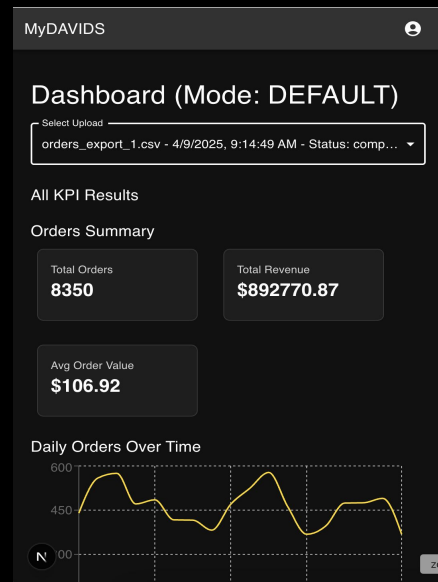 MyDAVIDS
Dashboard (Mode: DEFAULT)
Select Upload
orders_export_1.csv - 4/9/2025, 9:14:49 AM - Status: comp...
All KPI Results
Orders Summary
Total Orders
8350
Total Revenue
$892770.87
Avg Order Value
$106.92
Daily Orders Over Time
600
450
N